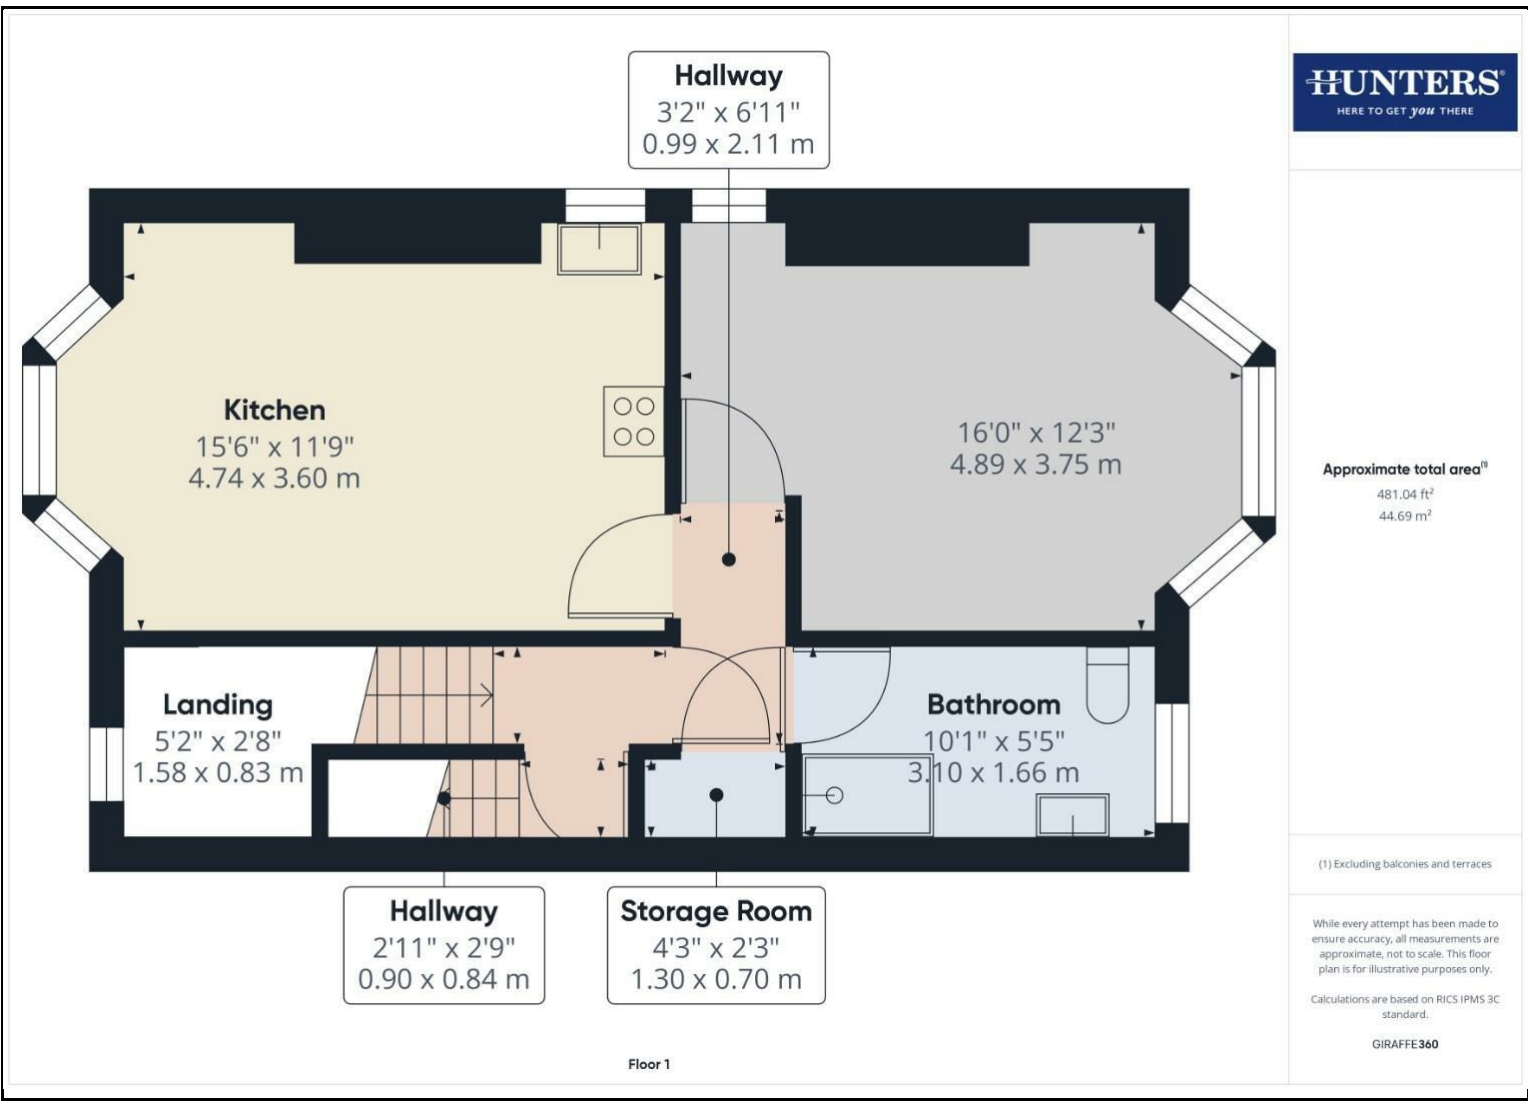 Hallway
3'2" x 6'11"
0.99 x 2.11 m
HUNTERS®
HERE TO GET you THERE
Kitchen
15'6" x 11'9"
4.74 x 3.60 m
16'0" x 12'3"
4.89 x 3.75 m
Approximate total area(1)
481.04 ft²
44.69 m²
Landing
5'2" x 2'8"
1.58 x 0.83 m
Bathroom
10'1" x 5'5"
3.10 x 1.66 m
Hallway
2'11" x 2'9"
0.90 x 0.84 m
Storage Room
4'3" x 2'3"
1.30 x 0.70 m
(1) Excluding balconies and terraces
While every attempt has been made to
ensure accuracy, all measurements are
approximate, not to scale. This floor
plan is for illustrative purposes only.
Calculations are based on RICS IPMS 3C
standard.
GIRAFFE360
Floor 1